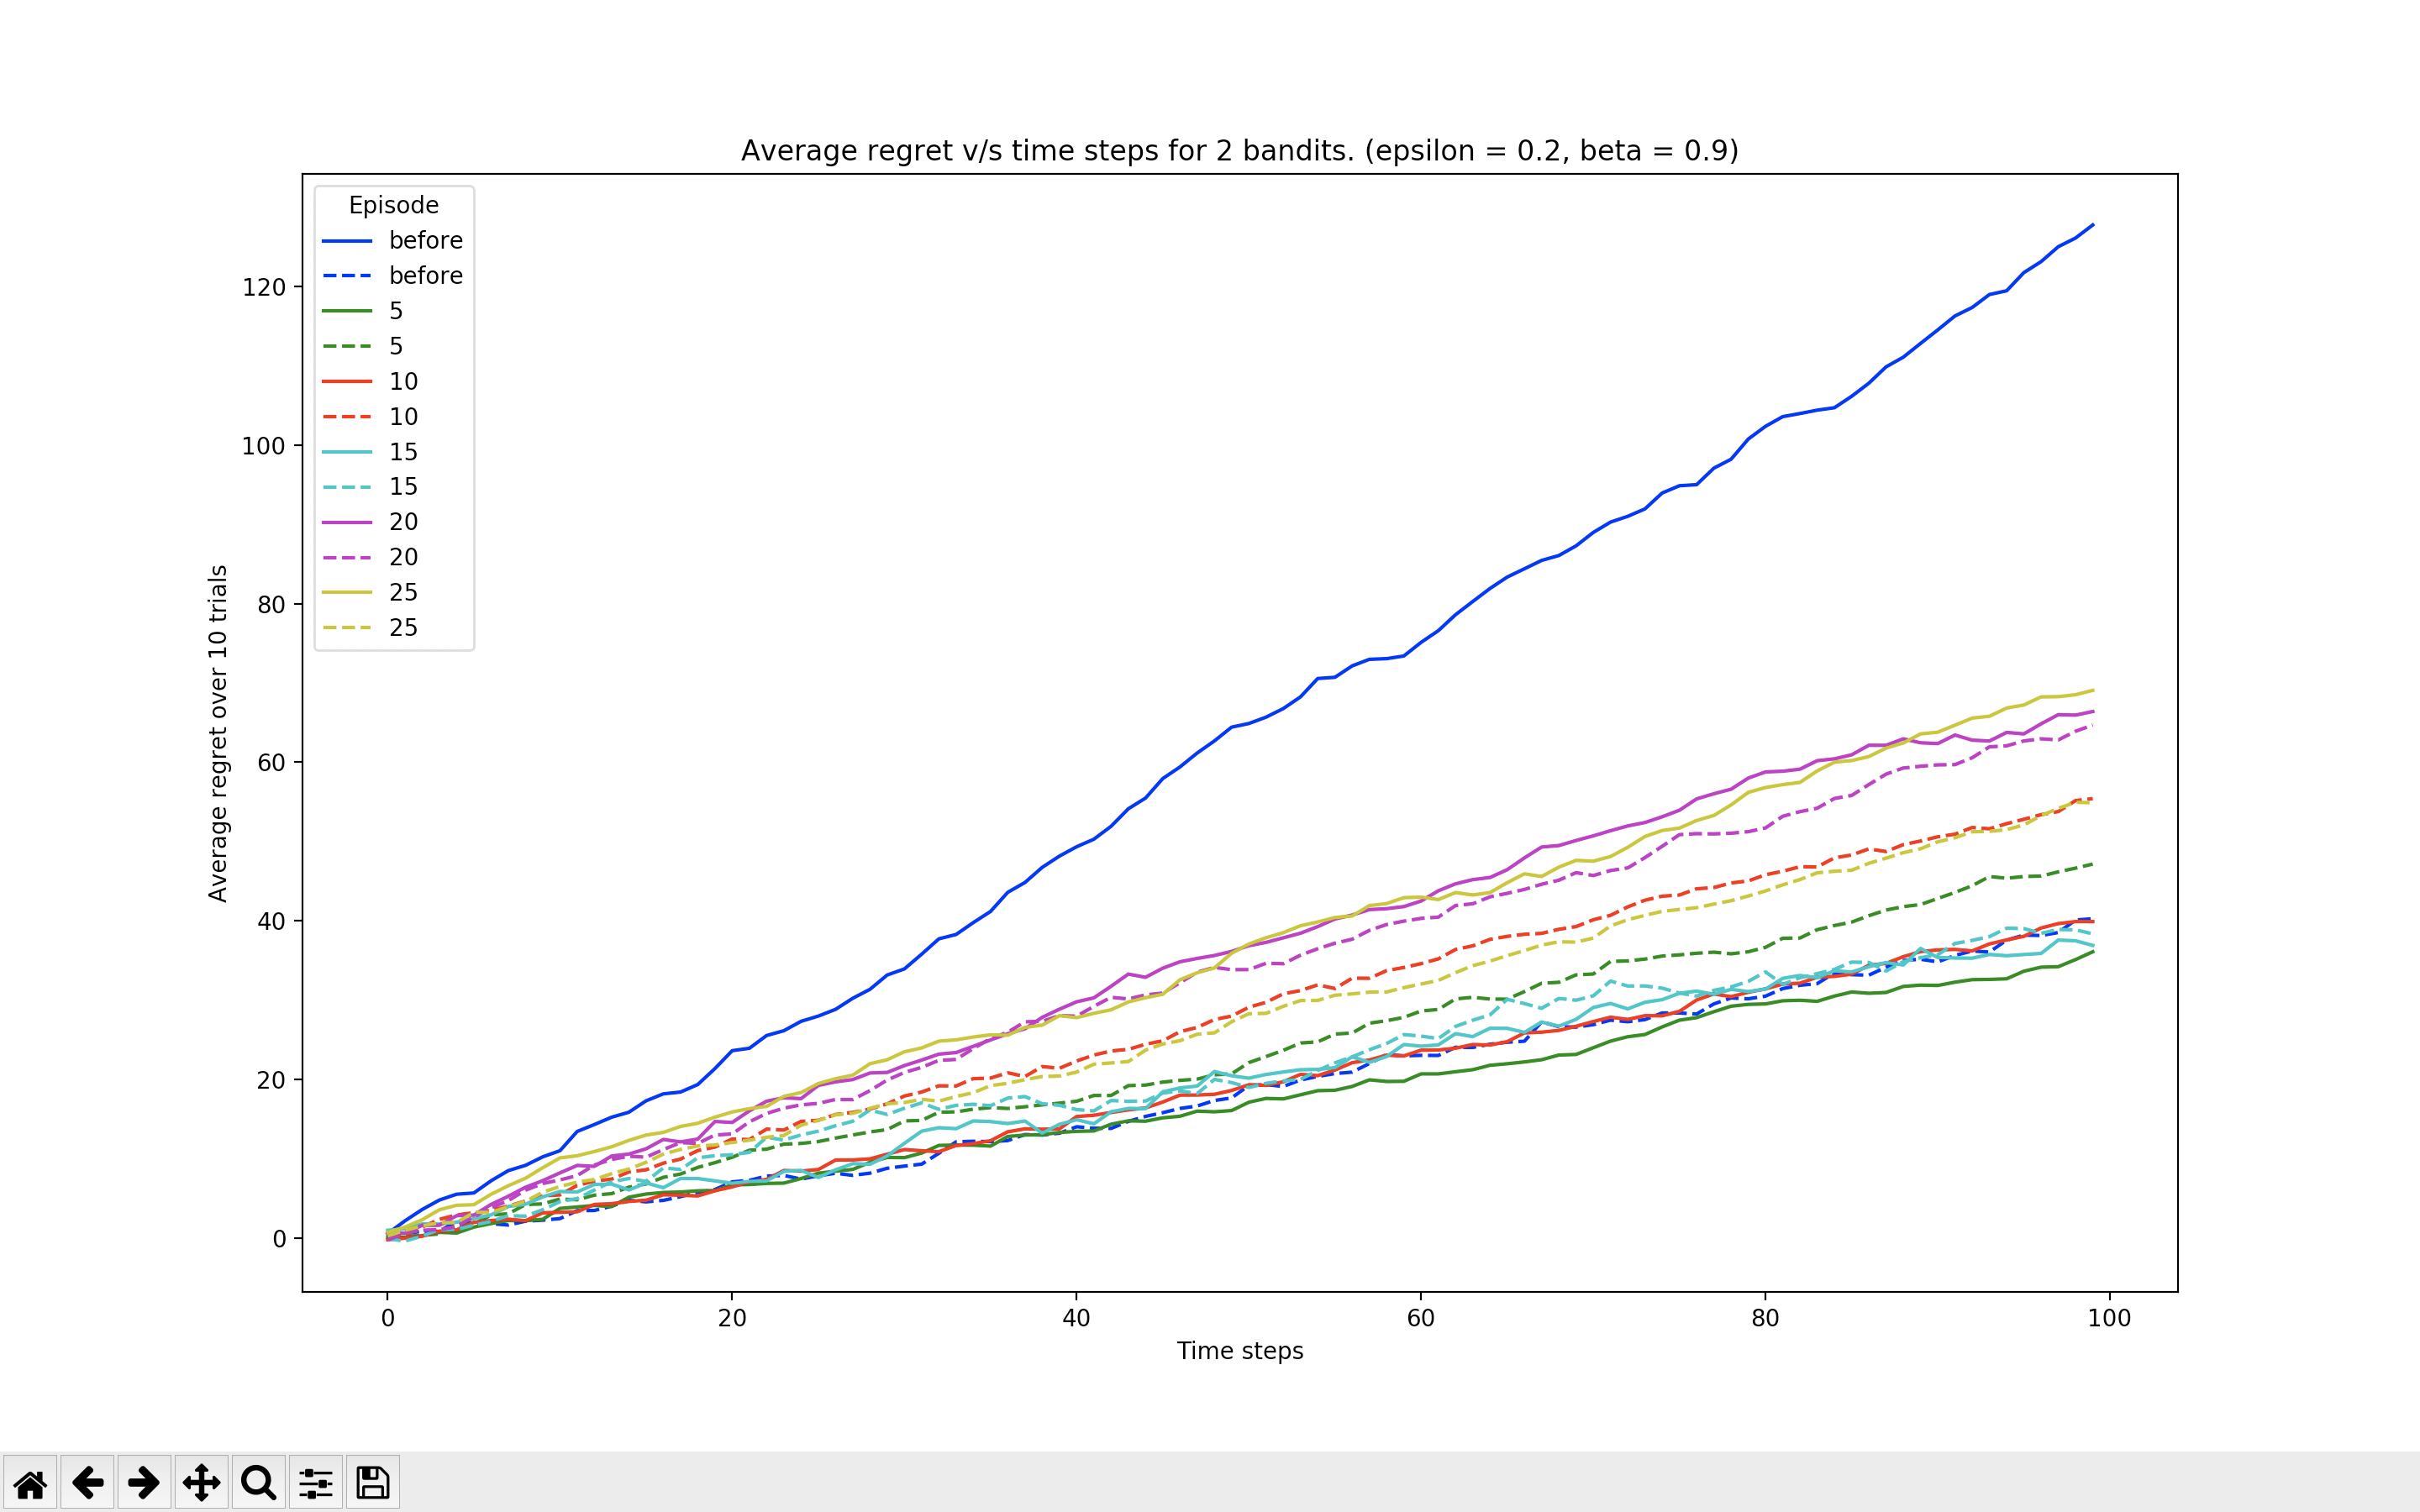 Average regret v/s time steps for 2 bandits. (epsilon = 0.2, beta = 0.9)
Episode
before
before
5
5
10
10
15
15
20
20
25
25
Average regret over 10 trials
120
100
80
60
40
20
0
0 20 40 60 80 100
Time steps